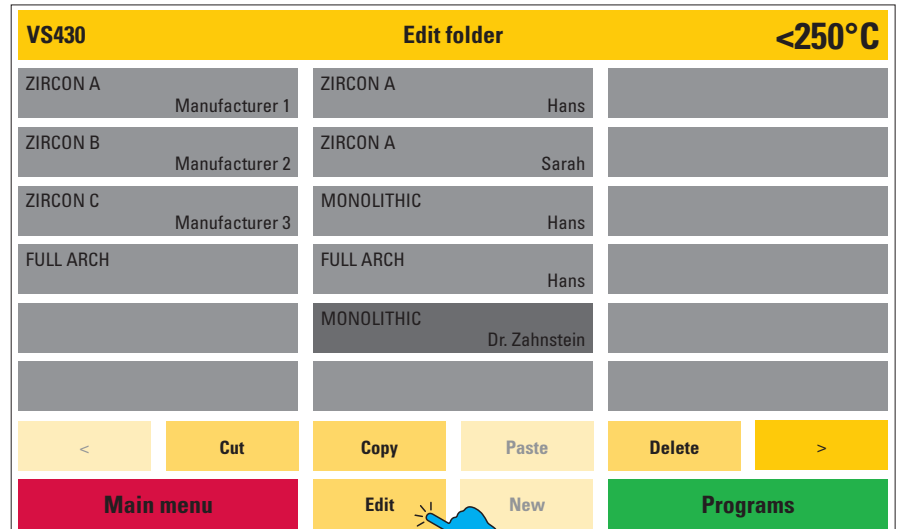 VS430 Edit folder <250°C
ZIRCON A
Manufacturer 1
ZIRCON A
Hans
ZIRCON B
Manufacturer 2
ZIRCON A
Sarah
ZIRCON C
Manufacturer 3
MONOLITHIC
Hans
FULL ARCH
FULL ARCH
Hans
MONOLITHIC
Dr. Zahnstein
< Cut Copy Paste Delete >
Main menu Edit New Programs